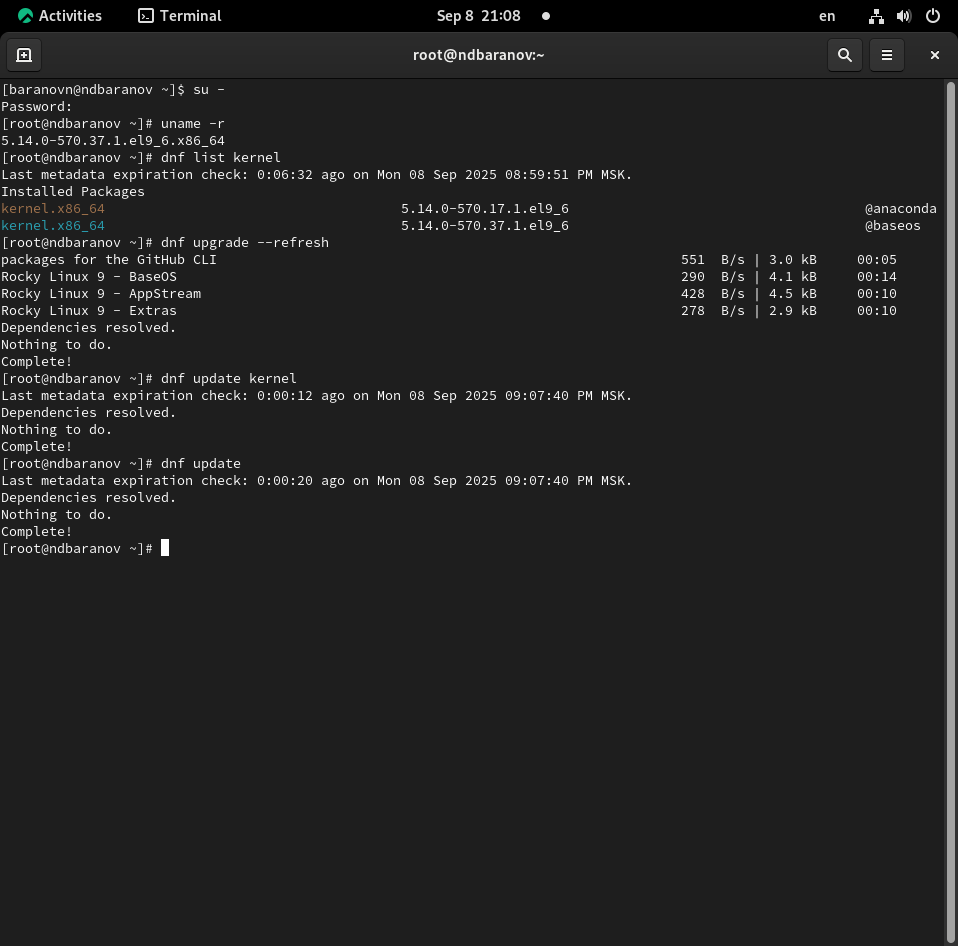 Activities Terminal Sep 8 21:08 en
root@ndbaranov:~
[baranovn@ndbaranov ~]$ su -
Password:
[root@ndbaranov ~]# uname -r
5.14.0-570.37.1.el9_6.x86_64
[root@ndbaranov ~]# dnf list kernel
Last metadata expiration check: 0:06:32 ago on Mon 08 Sep 2025 08:59:51 PM MSK.
Installed Packages
kernel.x86_64 5.14.0-570.17.1.el9_6 @anaconda
kernel.x86_64 5.14.0-570.37.1.el9_6 @baseos
[root@ndbaranov ~]# dnf upgrade --refresh
packages for the GitHub CLI 551 B/s | 3.0 kB 00:05
Rocky Linux 9 - BaseOS 290 B/s | 4.1 kB 00:14
Rocky Linux 9 - AppStream 428 B/s | 4.5 kB 00:10
Rocky Linux 9 - Extras 278 B/s | 2.9 kB 00:10
Dependencies resolved.
Nothing to do.
Complete!
[root@ndbaranov ~]# dnf update kernel
Last metadata expiration check: 0:00:12 ago on Mon 08 Sep 2025 09:07:40 PM MSK.
Dependencies resolved.
Nothing to do.
Complete!
[root@ndbaranov ~]# dnf update
Last metadata expiration check: 0:00:20 ago on Mon 08 Sep 2025 09:07:40 PM MSK.
Dependencies resolved.
Nothing to do.
Complete!
[root@ndbaranov ~]#